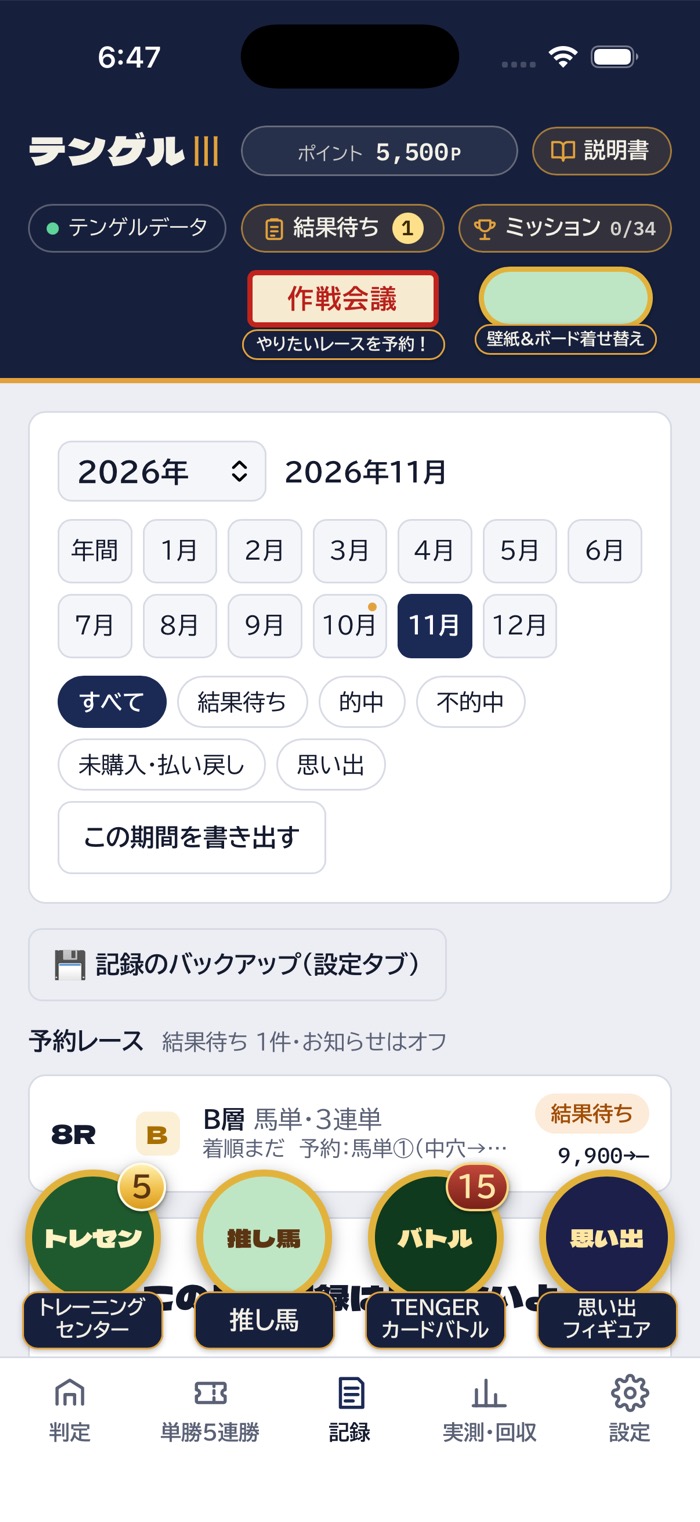 6:47
テンゲル
ポイント 5,500P
説明書
テンゲルデータ
結果待ち 1
ミッション 0/34
作戦会議
やりたいレースを予約！
壁紙&ボード着せ替え
2026年
2026年11月
年間 1月 2月 3月 4月 5月 6月
7月 8月 9月 10月 11月 12月
すべて 結果待ち 的中 不的中
未購入・払い戻し 思い出
この期間を書き出す
記録のバックアップ（設定タブ）
予約レース 結果待ち 1件・お知らせはオフ
8R B B層 馬単・3連単 結果待ち
着順まだ 予約：馬単①（中穴→… 9,900→—
5 15
トレセン 推し馬 バトル 思い出
トレーニング
センター
推し馬
TENGER
カードバトル
思い出
フィギュア
判定 単勝5連勝 記録 実測・回収 設定